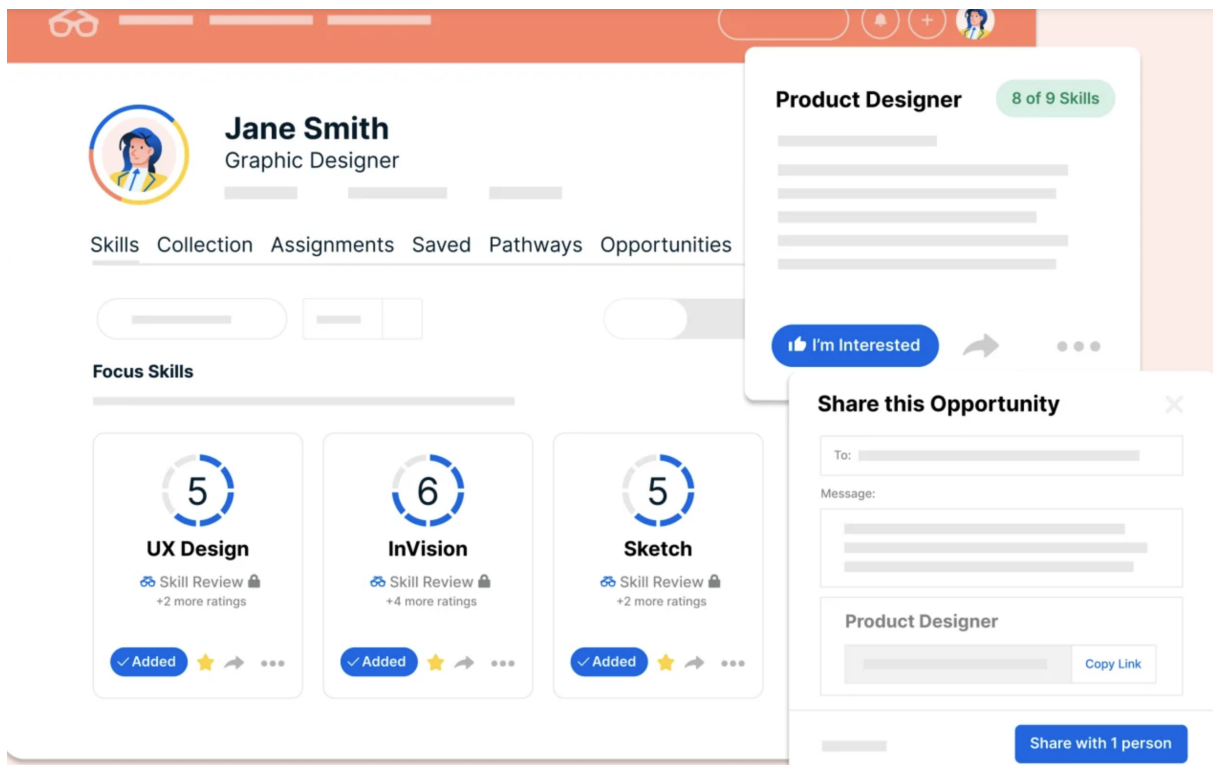 Jane Smith
Graphic Designer
Skills Collection Assignments Saved Pathways Opportunities
Focus Skills
5
UX Design
Skill Review
+2 more ratings
Added
6
InVision
Skill Review
+4 more ratings
Added
5
Sketch
Skill Review
+2 more ratings
Added
Product Designer
8 of 9 Skills
I'm Interested
Share this Opportunity
To:
Message:
Product Designer
Copy Link
Share with 1 person